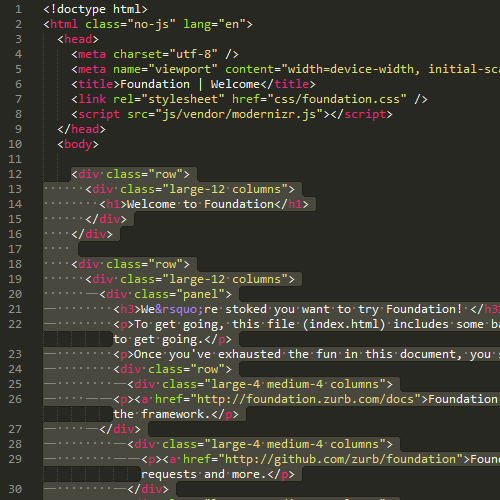 1 <!doctype html>
2 <html class="no-js" lang="en">
3 <head>
4 <meta charset="utf-8" />
5 <meta name="viewport" content="width=device-width, initial-sca
6 <title>Foundation | Welcome</title>
7 <link rel="stylesheet" href="css/foundation.css" />
8 <script src="js/vendor/modernizr.js"></script>
9 </head>
10 <body>
11
12 <div class="row">
13 <div class="large-12 columns">
14 <h1>Welcome to Foundation</h1>
15 </div>
16 </div>
17
18 <div class="row">
19 <div class="large-12 columns">
20 <div class="panel">
21 <h3>We&rsquo;re stoked you want to try Foundation! </h3
22 <p>To get going, this file (index.html) includes some ba
to get going.</p>
23 <p>Once you've exhausted the fun in this document, you s
24 <div class="row">
25 <div class="large-4 medium-4 columns">
26 <p><a href="http://foundation.zurb.com/docs">Foundation
the framework.</p>
27 </div>
28 <div class="large-4 medium-4 columns">
29 <p><a href="http://github.com/zurb/foundation">Foun
requests and more.</p>
30 </div>